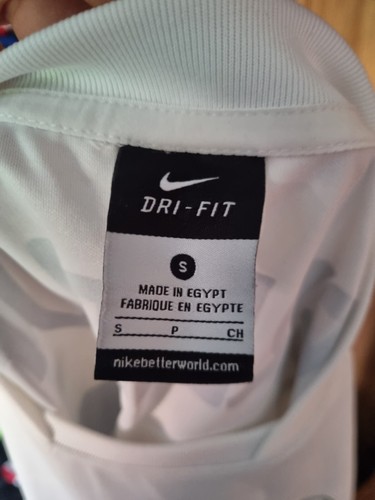 DRI-FIT
S
MADE IN EGYPT
FABRIQUE EN EGYPTE
S P CH
nikebetterworld.com